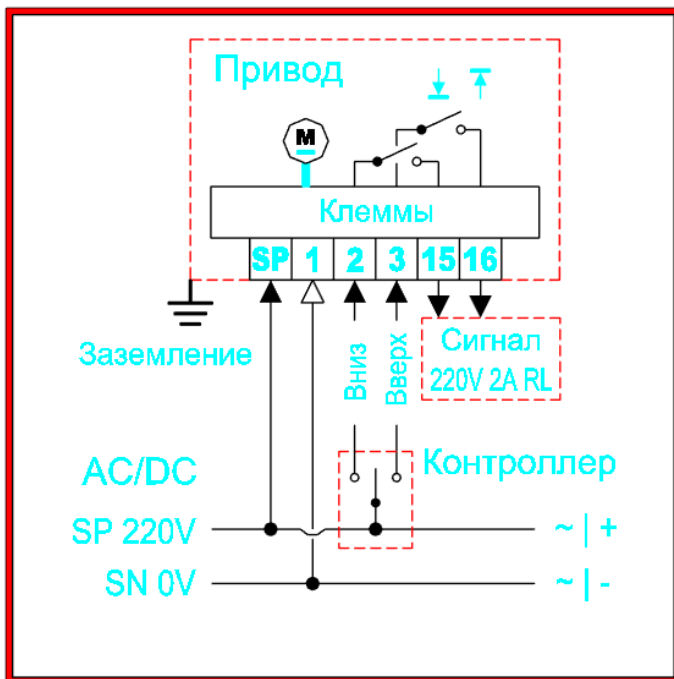 Привод
M
Клеммы
SP 1 2 3 15 16
Заземление
Вниз
Вверх
Сигнал
220V 2A RL
AC/DC
Контроллер
SP 220V
~ | +
SN 0V
~ | -